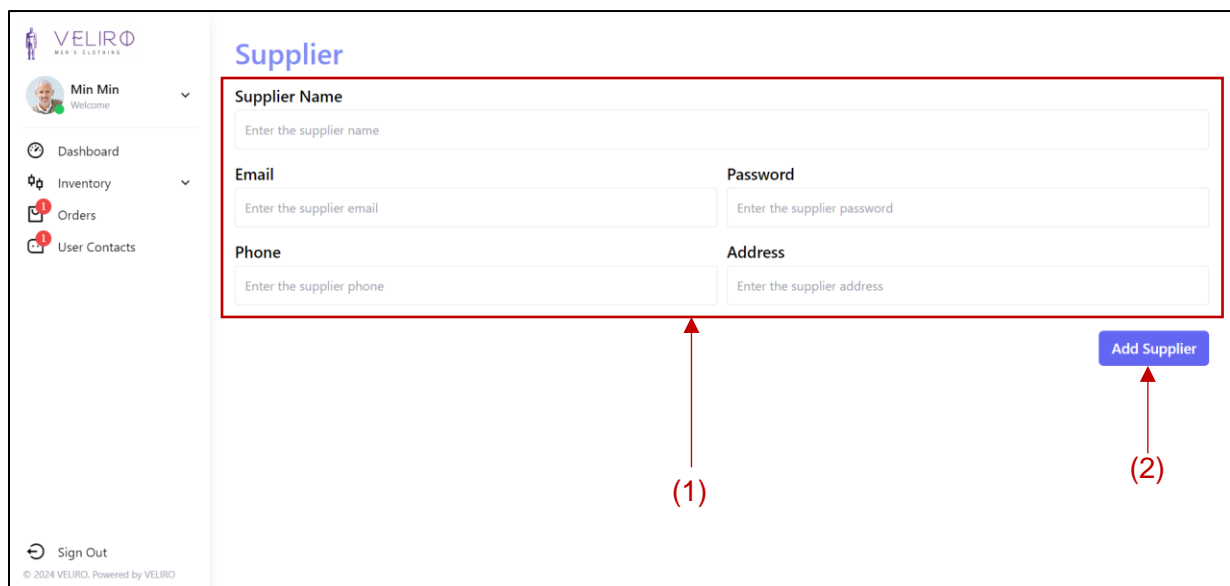 VELIRO
MEN'S CLOTHING
Min Min
Welcome
Dashboard
Inventory
1
Orders
1
User Contacts
Sign Out
© 2024 VELIRO. Powered by VELIRO
Supplier
Supplier Name
Enter the supplier name
Email
Password
Enter the supplier email
Enter the supplier password
Phone
Address
Enter the supplier phone
Enter the supplier address
Add Supplier
(1)
(2)